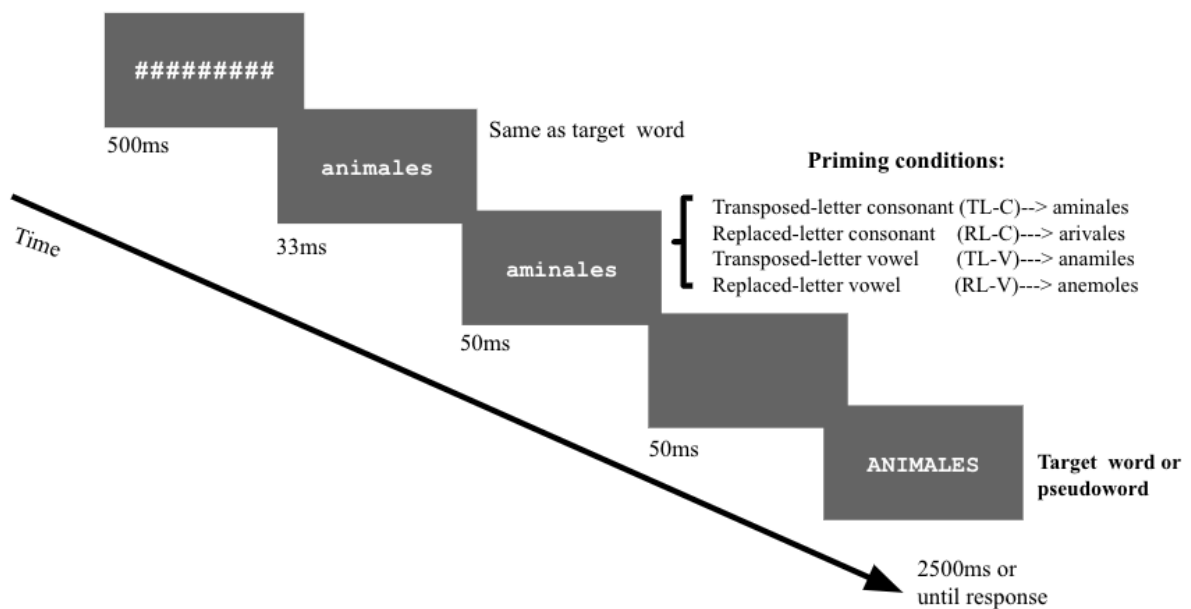 #########
500ms
animales
Same as target word
33ms
Time
aminales
50ms
Priming conditions:
Transposed-letter consonant (TL-C)--> aminales
Replaced-letter consonant (RL-C)---> arivales
Transposed-letter vowel (TL-V)---> anamiles
Replaced-letter vowel (RL-V)---> anemoles
50ms
ANIMALES
Target word or
pseudoword
2500ms or
until response